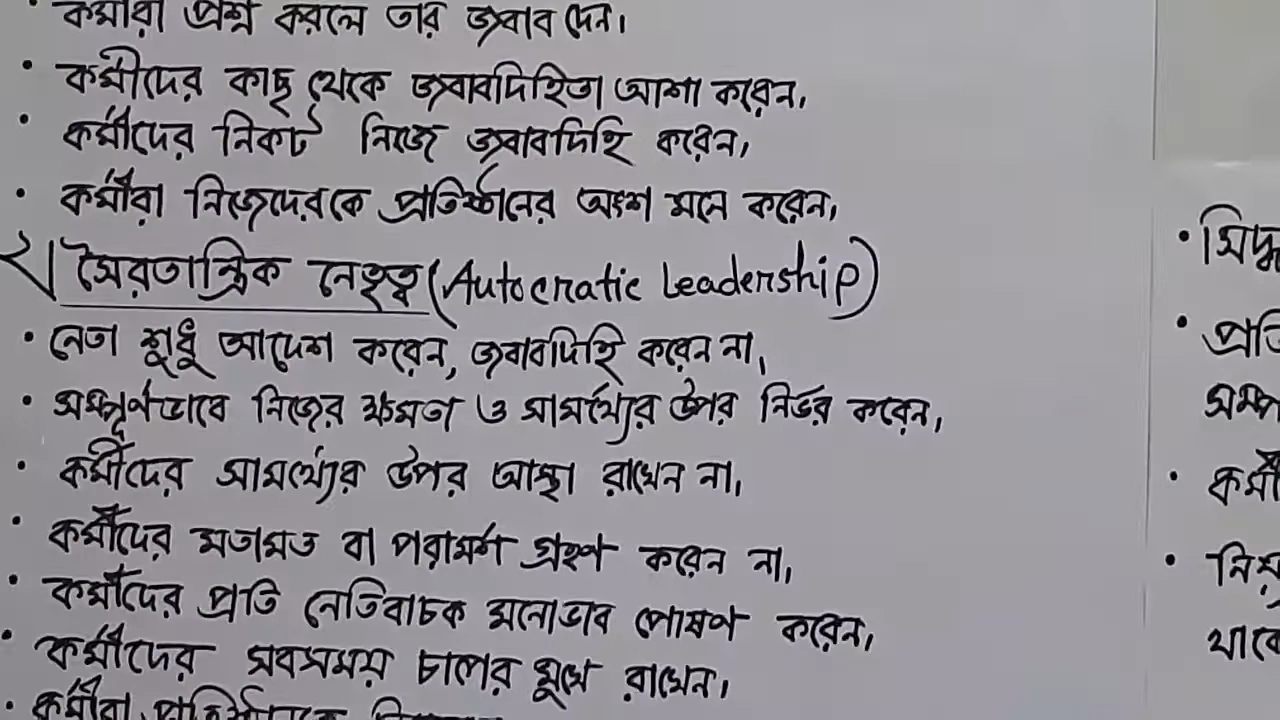 কর্মীরা প্রশ্ন করলে তার জবাব দেন।
• কর্মীদের কাছ থেকে জবাবদিহিতা আশা করেন।
• কর্মীদের নিকট নিজে জবাবদিহি করেন।
• কর্মীরা নিজেদেরকে প্রতিষ্ঠানের অংশ মনে করেন।
২। স্বৈরতান্ত্রিক নেতৃত্ব (Autocratic Leadership)
• নেতা শুধু আদেশ করেন, জবাবদিহি করেন না।
• সম্পূর্ণভাবে নিজের ক্ষমতা ও সামর্থ্যের উপর নির্ভর করেন।
• কর্মীদের সামর্থ্যের উপর আস্থা রাখেন না।
• কর্মীদের মতামত বা পরামর্শ গ্রহণ করেন না।
• কর্মীদের প্রতি নেতিবাচক মনোভাব পোষণ করেন।
• কর্মীদের সবসময় চাপের মুখে রাখেন।
• কর্মীরা প্রতিষ্ঠানকে
• সিদ্ধ
• প্রতি
সম্প
• কর্মী
• নিয়
থাকে